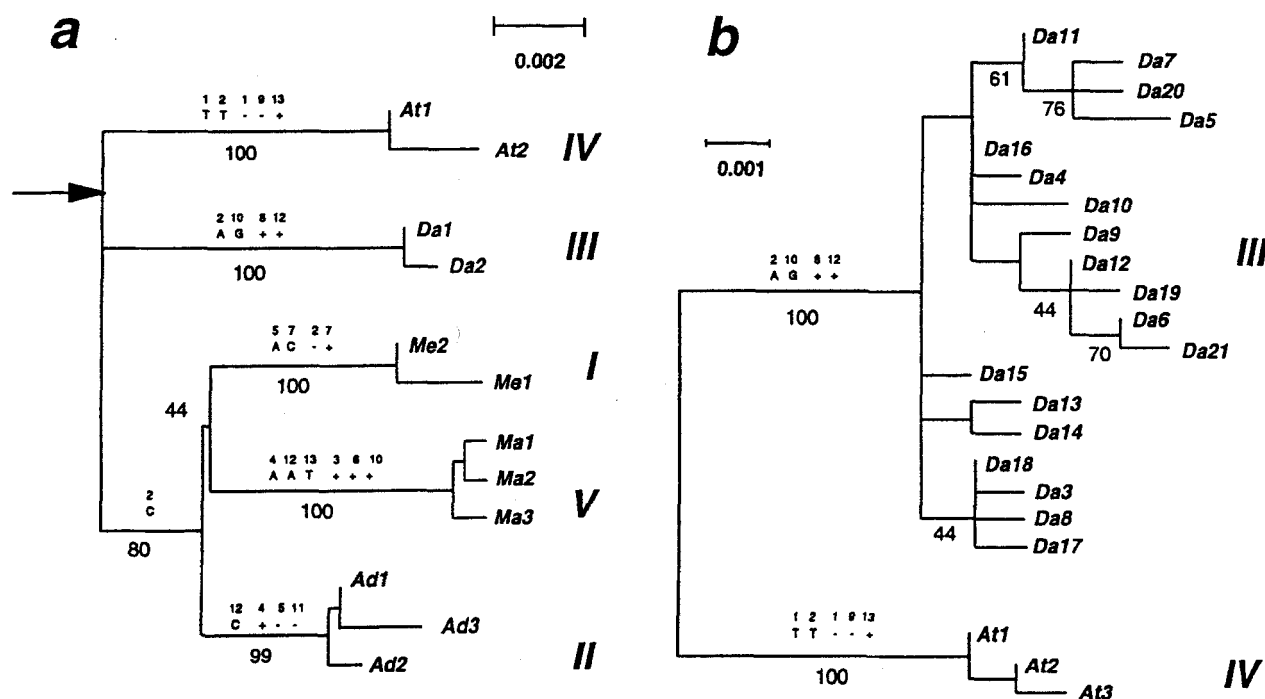 a
0.002
1 2 1 9 13
T T - - +
100
At1
At2
IV
2 10 8 12
A G + +
100
Da1
Da2
III
5 7 2 7
A C - +
100
Me2
Me1
I
44
4 12 13 3 6 10
A A T + + +
100
Ma1
Ma2
Ma3
V
2
C
80
12 4 5 11
C + - -
99
Ad1
Ad3
Ad2
II
b
0.001
Da11
61
Da7
Da20
76
Da5
Da16
Da4
Da10
Da9
Da12
44
Da19
Da6
70
Da21
III
2 10 8 12
A G + +
100
Da15
Da13
Da14
Da18
Da3
Da8
44
Da17
1 2 1 9 13
T T - - +
100
At1
At2
At3
IV